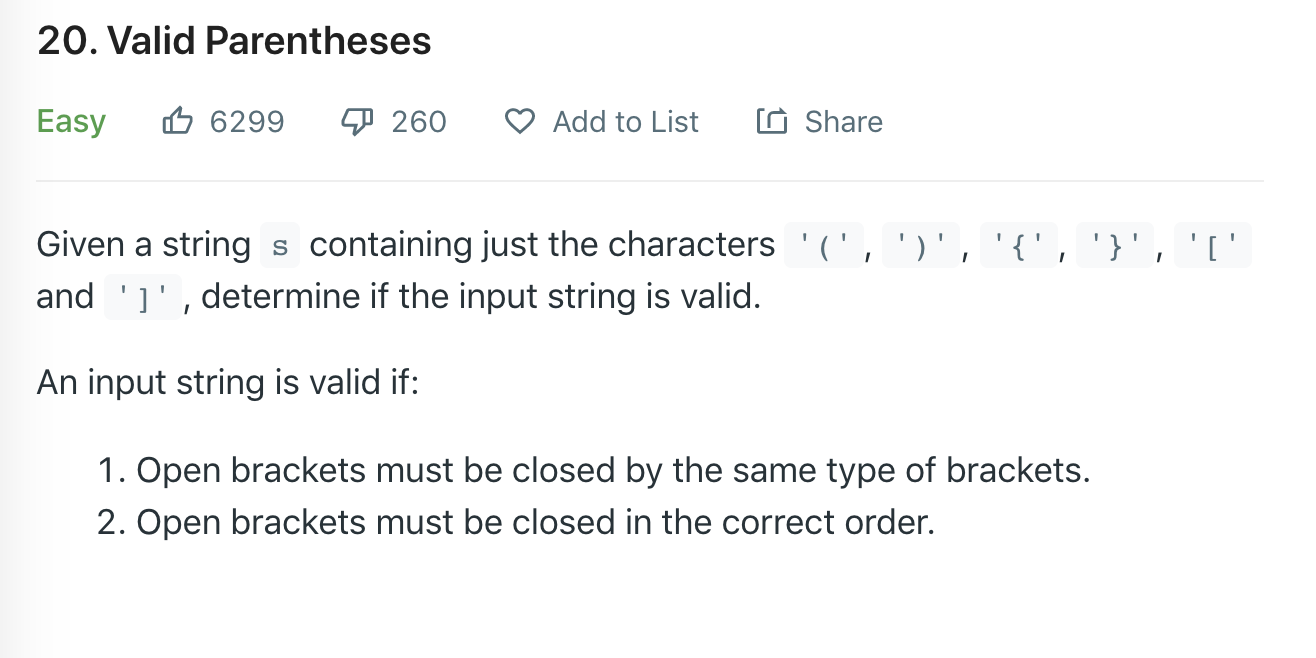 20. Valid Parentheses
Easy 6299 260 Add to List Share
Given a string s containing just the characters '(', ')', '{', '}', '['
and ']', determine if the input string is valid.
An input string is valid if:
1. Open brackets must be closed by the same type of brackets.
2. Open brackets must be closed in the correct order.